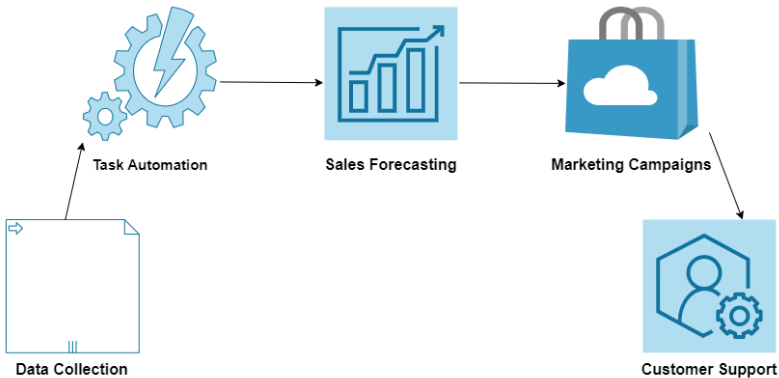 Task Automation
Sales Forecasting
Marketing Campaigns
Data Collection
Customer Support